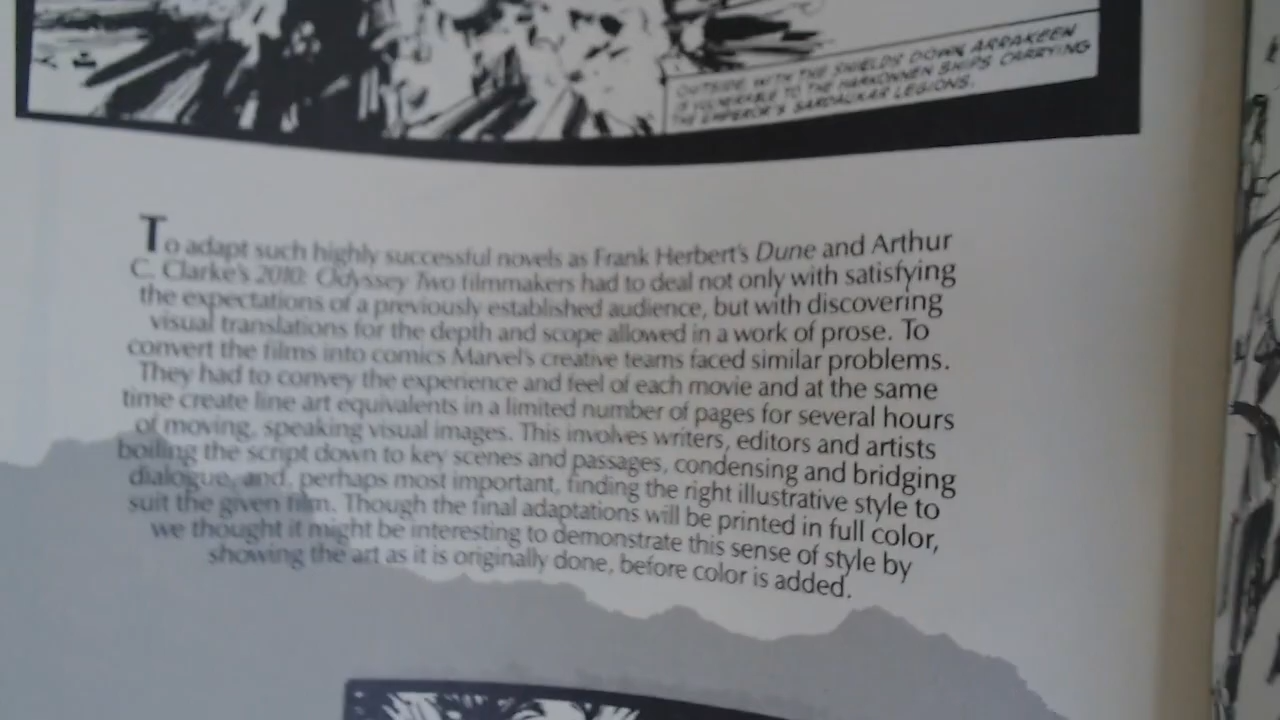 OUTSIDE, WITH THE SHIELDS DOWN, ARRAKEEN
IS VULNERABLE TO THE HARKONNEN SHIPS CARRYING
THE EMPEROR'S SARDAUKAR LEGIONS.
To adapt such highly successful novels as Frank Herbert's Dune and Arthur
C. Clarke's 2010: Odyssey Two filmmakers had to deal not only with satisfying
the expectations of a previously established audience, but with discovering
visual translations for the depth and scope allowed in a work of prose. To
convert the films into comics Marvel's creative teams faced similar problems.
They had to convey the experience and feel of each movie and at the same
time create line art equivalents in a limited number of pages for several hours
of moving, speaking visual images. This involves writers, editors and artists
boiling the script down to key scenes and passages, condensing and bridging
dialogue, and, perhaps most important, finding the right illustrative style to
suit the given film. Though the final adaptations will be printed in full color,
we thought it might be interesting to demonstrate this sense of style by
showing the art as it is originally done, before color is added.